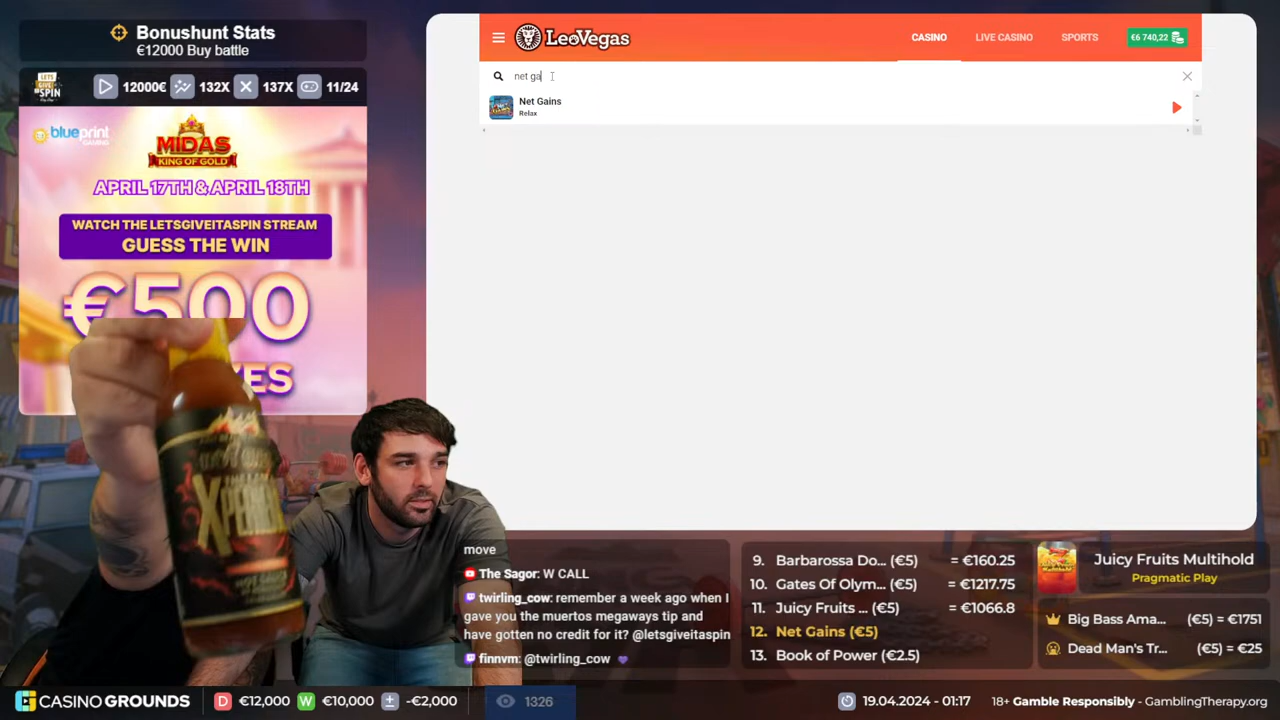 Bonushunt Stats
€12000 Buy battle
LETS GIVE IT A SPIN
12000€ 132X 137X 11/24
blueprint
GAMING
MIDAS
KING OF GOLD
APRIL 17TH & APRIL 18TH
WATCH THE LETSGIVEITASPIN STREAM
GUESS THE WIN
€500
LeoVegas
CASINO LIVE CASINO SPORTS €6 740,22
net ga
Net Gains
Relax
move
The Sagor: W CALL
twirling_cow: remember a week ago when I
gave you the muertos megaways tip and
have gotten no credit for it? @letsgiveitaspin
finnvm: @twirling_cow
9. Barbarossa Do... (€5) = €160.25
10. Gates Of Olym... (€5) = €1217.75
11. Juicy Fruits ... (€5) = €1066.8
12. Net Gains (€5)
13. Book of Power (€2.5)
Juicy Fruits Multihold
Pragmatic Play
Big Bass Ama... (€5) = €1751
Dead Man's Tr... (€5) = €25
CASINO GROUNDS D €12,000 W €10,000 ± -€2,000 1326 19.04.2024 - 01:17 18+ Gamble Responsibly - GamblingTherapy.org